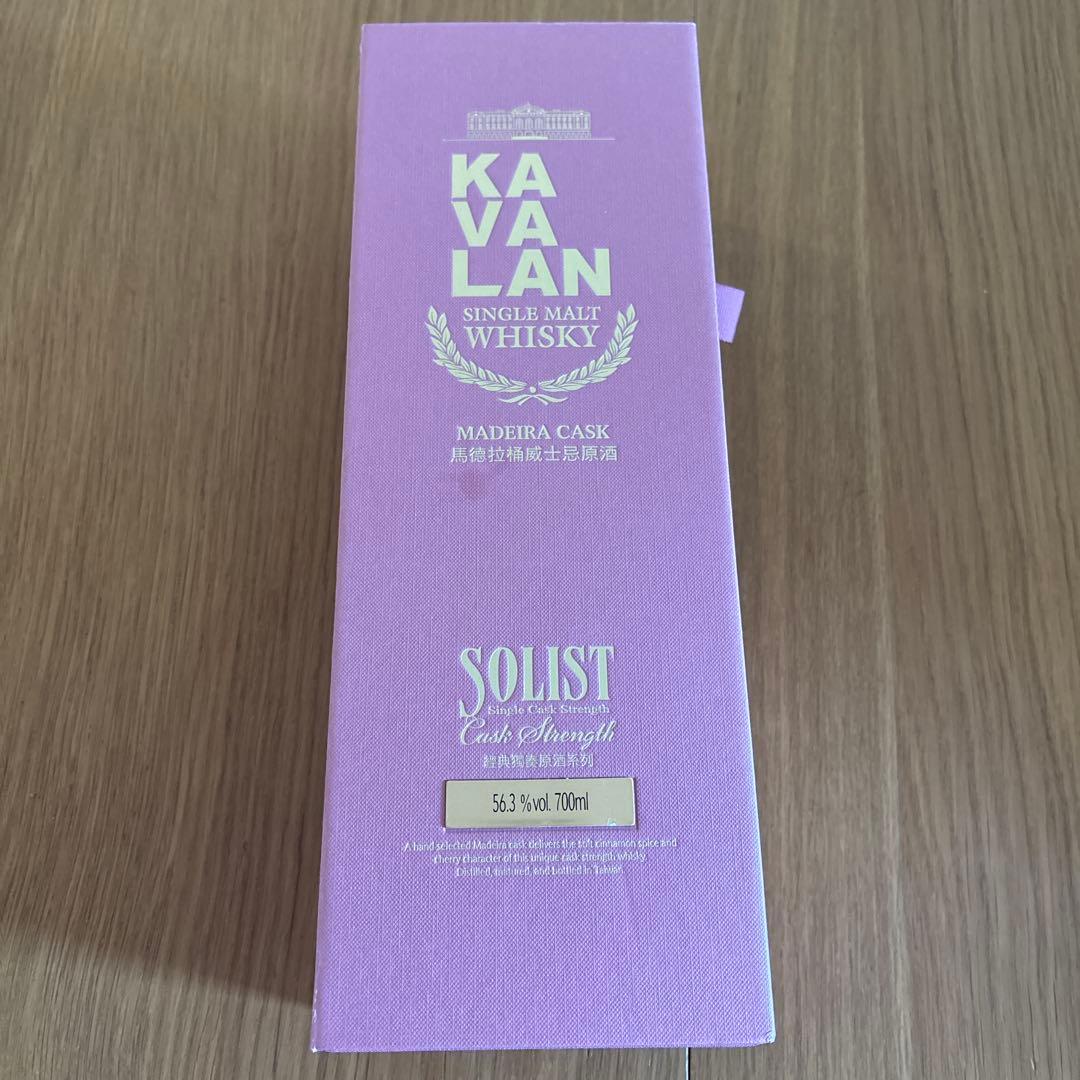 KA
VA
LAN
SINGLE MALT
WHISKY
MADEIRA CASK
馬德拉桶威士忌原酒
SOLIST
Single Cask Strength
Cask Strength
經典獨奏原酒系列
56.3 %vol. 700ml
A hand selected Madeira cask delivers the soft cinnamon spice and
cherry character of this unique cask strength whisky.
Distilled, matured, and bottled in Taiwan